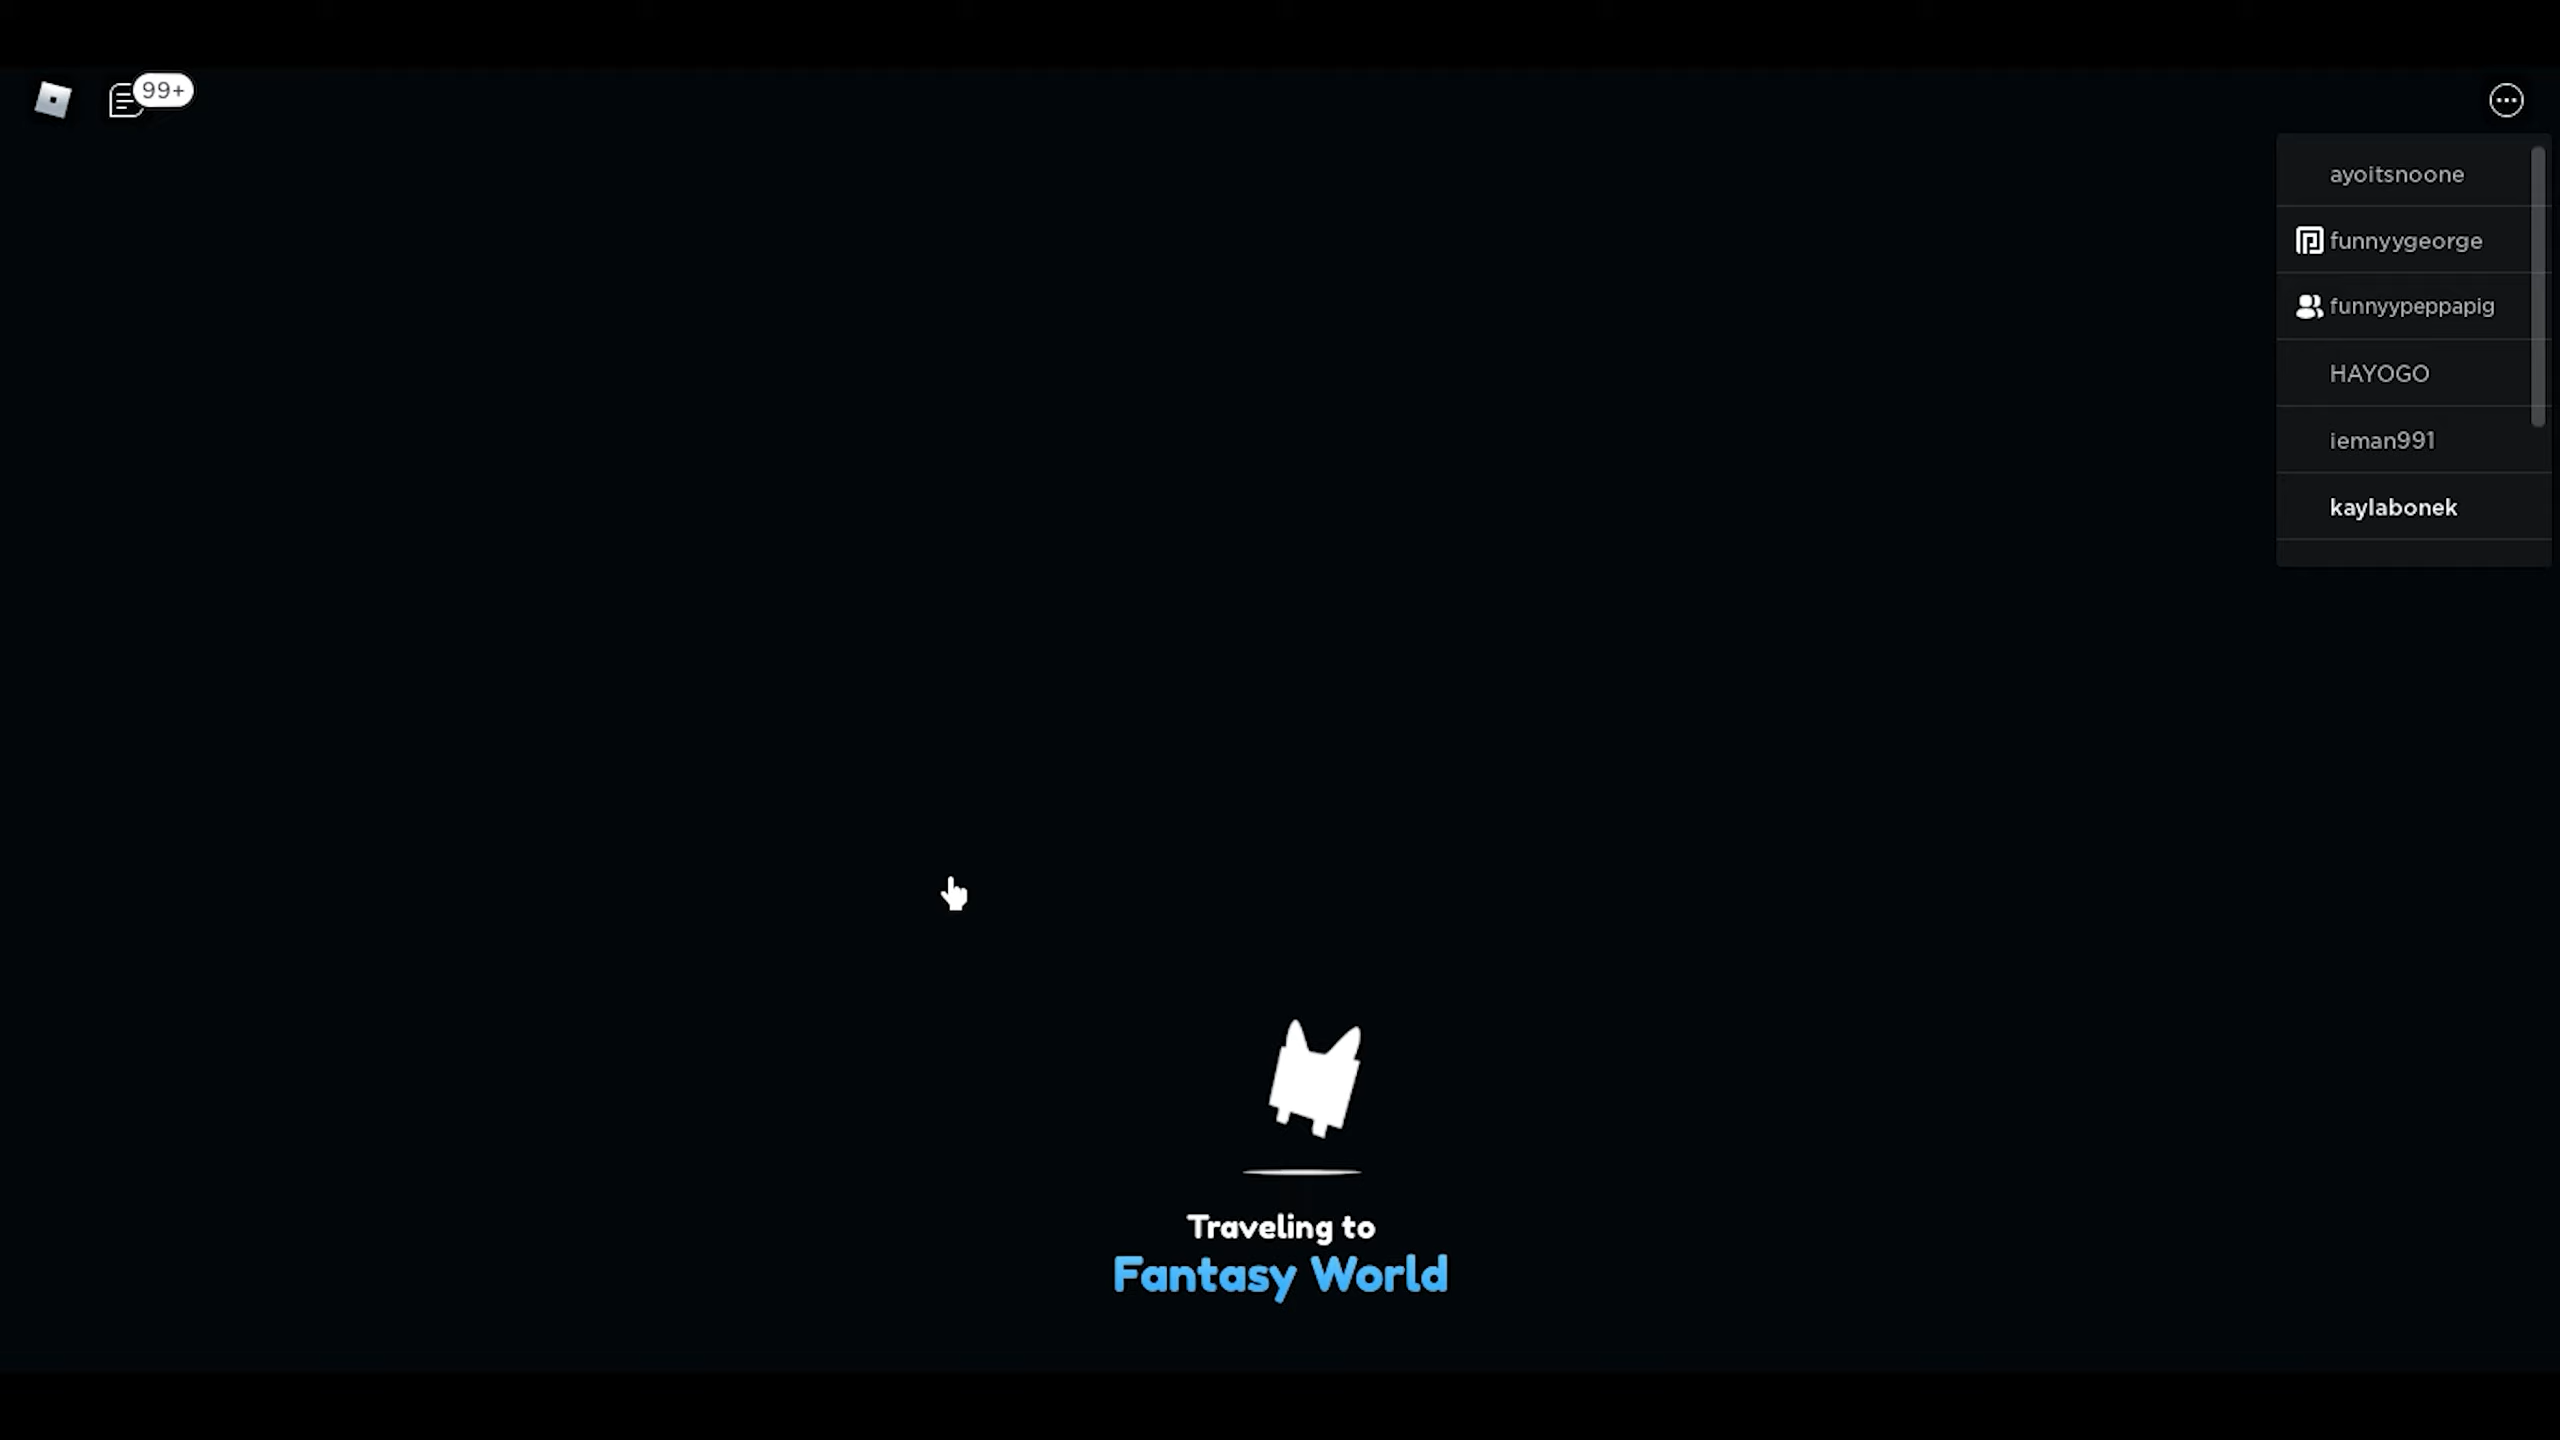 99+
ayoitsnoone
funnyygeorge
funnyypeppapig
HAYOGO
ieman991
kaylabonek
Traveling to
Fantasy World